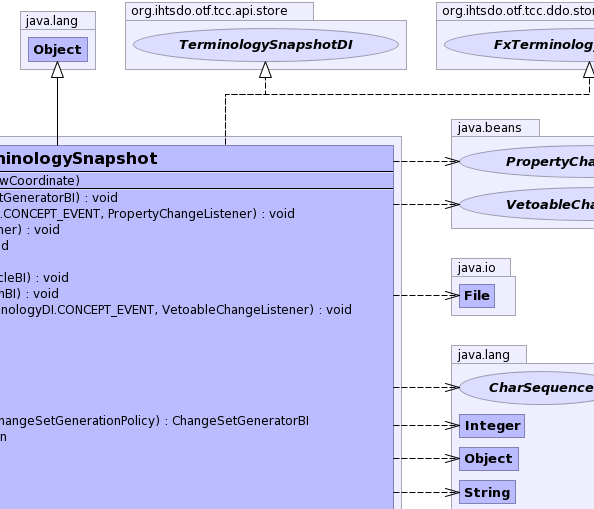 java.lang
Object
org.ihtsdo.otf.tcc.api.store
TerminologySnapshotDI
org.ihtsdo.otf.tcc.ddo.stor
FxTerminolog
minologySnapshot
wCoordinate)
tGeneratorBI) : void
.CONCEPT_EVENT, PropertyChangeListener) : void
ner) : void
id
cleBI) : void
nBI) : void
nologyDI.CONCEPT_EVENT, VetoableChangeListener) : void
hangeSetGenerationPolicy) : ChangeSetGeneratorBI
n
java.beans
PropertyCha
VetoableCha
java.io
File
java.lang
CharSequence
Integer
Object
String